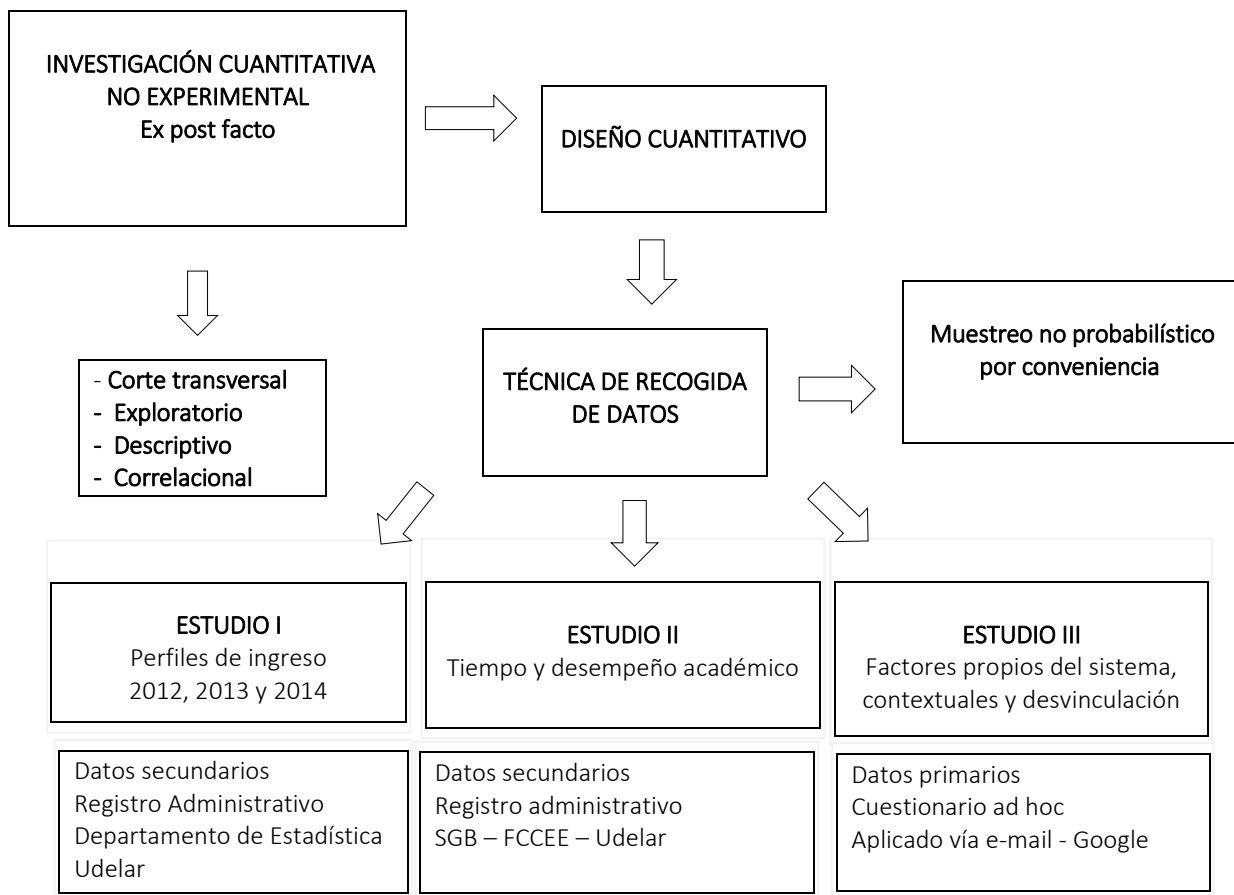 INVESTIGACIÓN CUANTITATIVA
NO EXPERIMENTAL
Ex post facto
DISEÑO CUANTITATIVO
- Corte transversal
- Exploratorio
- Descriptivo
- Correlacional
TÉCNICA DE RECOGIDA
DE DATOS
Muestreo no probabilístico
por conveniencia
ESTUDIO I
Perfiles de ingreso
2012, 2013 y 2014
ESTUDIO II
Tiempo y desempeño académico
ESTUDIO III
Factores propios del sistema,
contextuales y desvinculación
Datos secundarios
Registro Administrativo
Departamento de Estadística
Udelar
Datos secundarios
Registro administrativo
SGB – FCCEE – Udelar
Datos primarios
Cuestionario ad hoc
Aplicado vía e-mail - Google